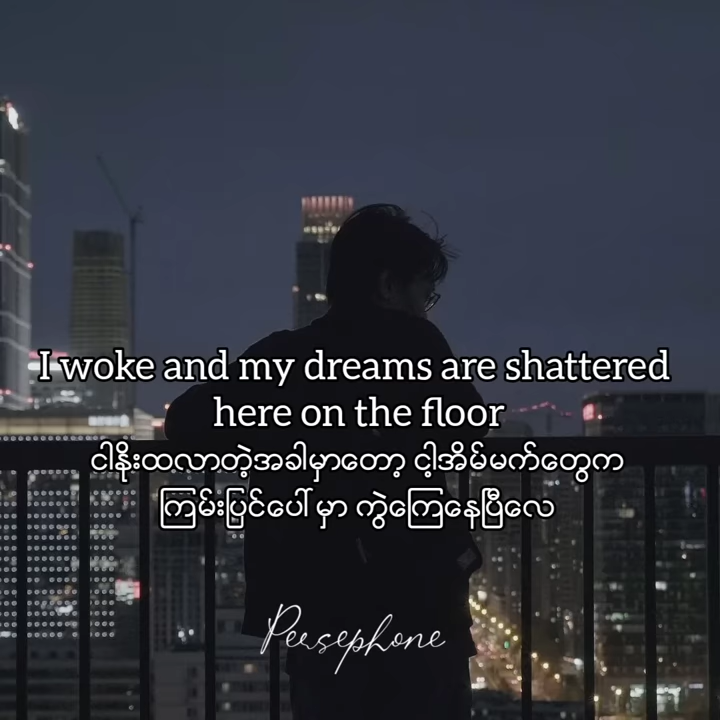 I woke and my dreams are shattered
here on the floor
ငါနိုးထလာတဲ့အခါမှာတော့ ငါ့အိမ်မက်တွေက
ကြမ်းပြင်ပေါ်မှာ ကွဲကြေနေပြီလေ
Persephone